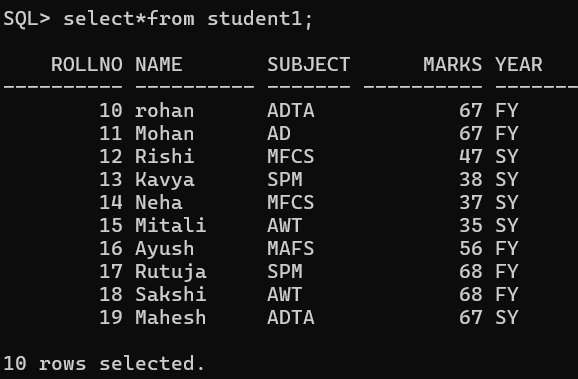 SQL> select*from student1;
ROLLNO NAME SUBJECT MARKS YEAR
---------- ---------- ------- ---------- -------
10 rohan ADTA 67 FY
11 Mohan AD 67 FY
12 Rishi MFCS 47 SY
13 Kavya SPM 38 SY
14 Neha MFCS 37 SY
15 Mitali AWT 35 SY
16 Ayush MAFS 56 FY
17 Rutuja SPM 68 FY
18 Sakshi AWT 68 FY
19 Mahesh ADTA 67 SY
10 rows selected.